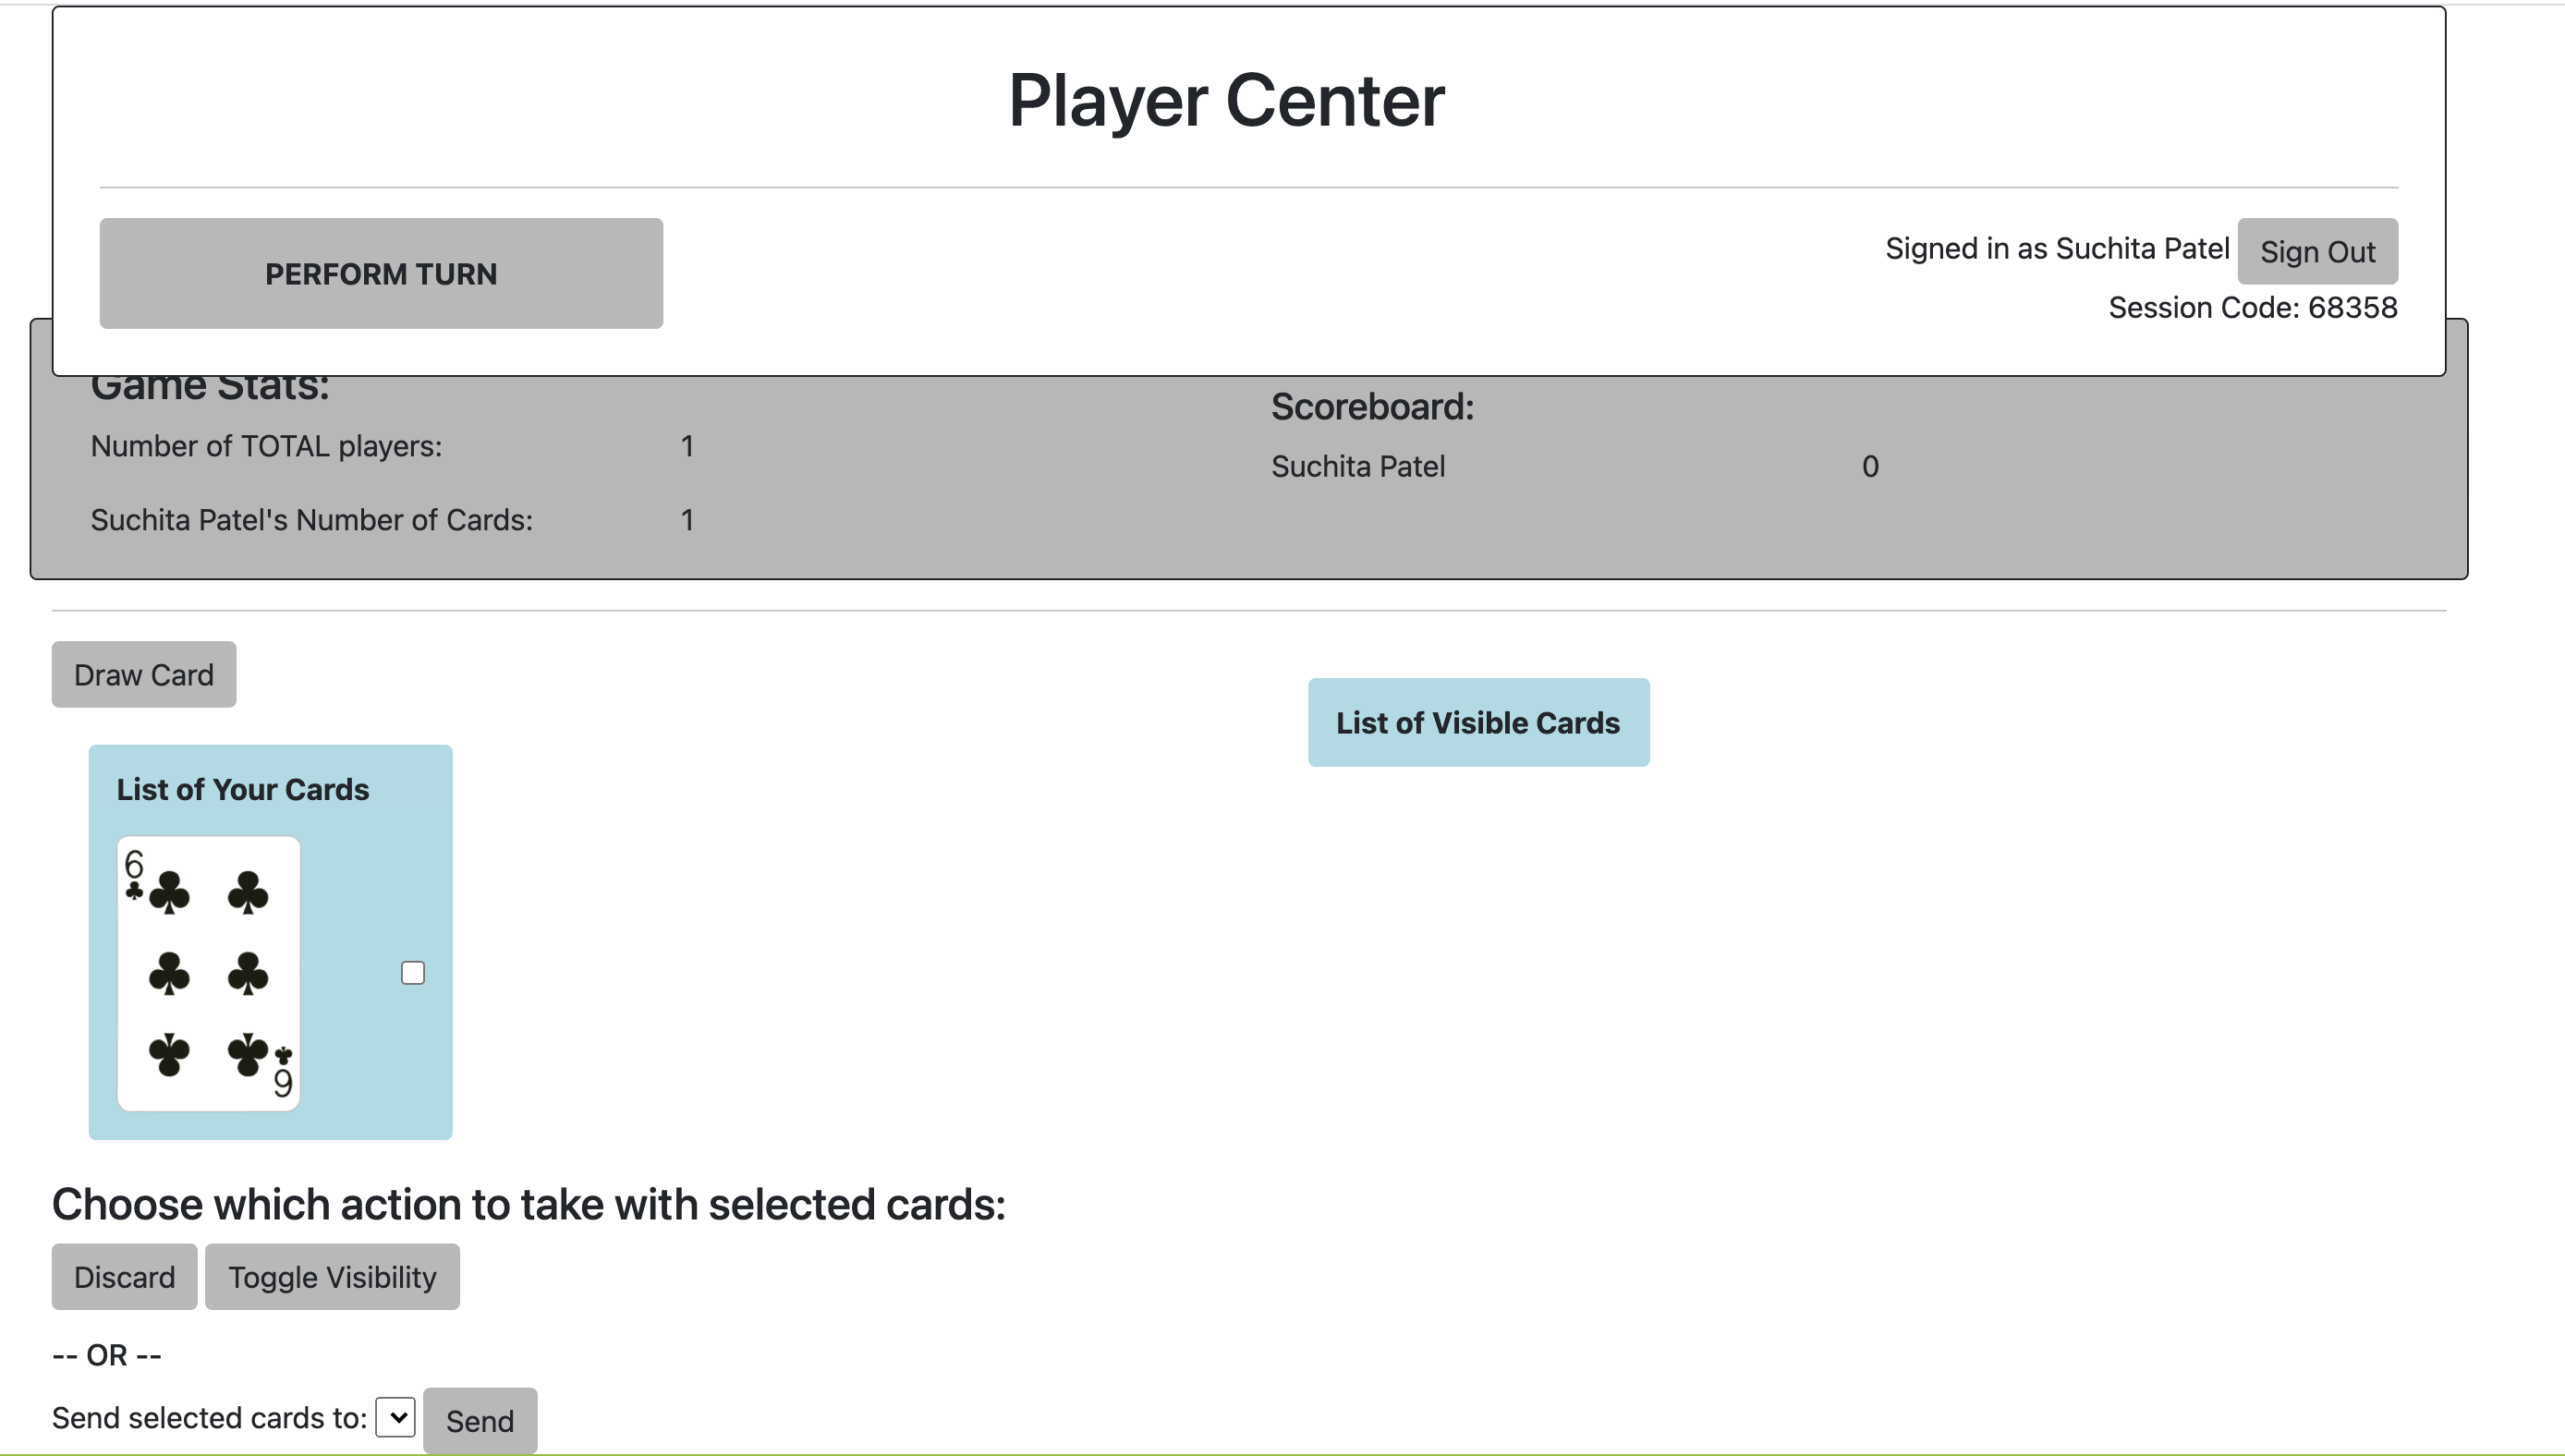 Player Center
PERFORM TURN
Signed in as Suchita Patel
Sign Out
Session Code: 68358
Game Stats:
Number of TOTAL players: 1
Suchita Patel's Number of Cards: 1
Scoreboard:
Suchita Patel 0
Draw Card
List of Visible Cards
List of Your Cards
6
6
Choose which action to take with selected cards:
Discard
Toggle Visibility
-- OR --
Send selected cards to:
Send